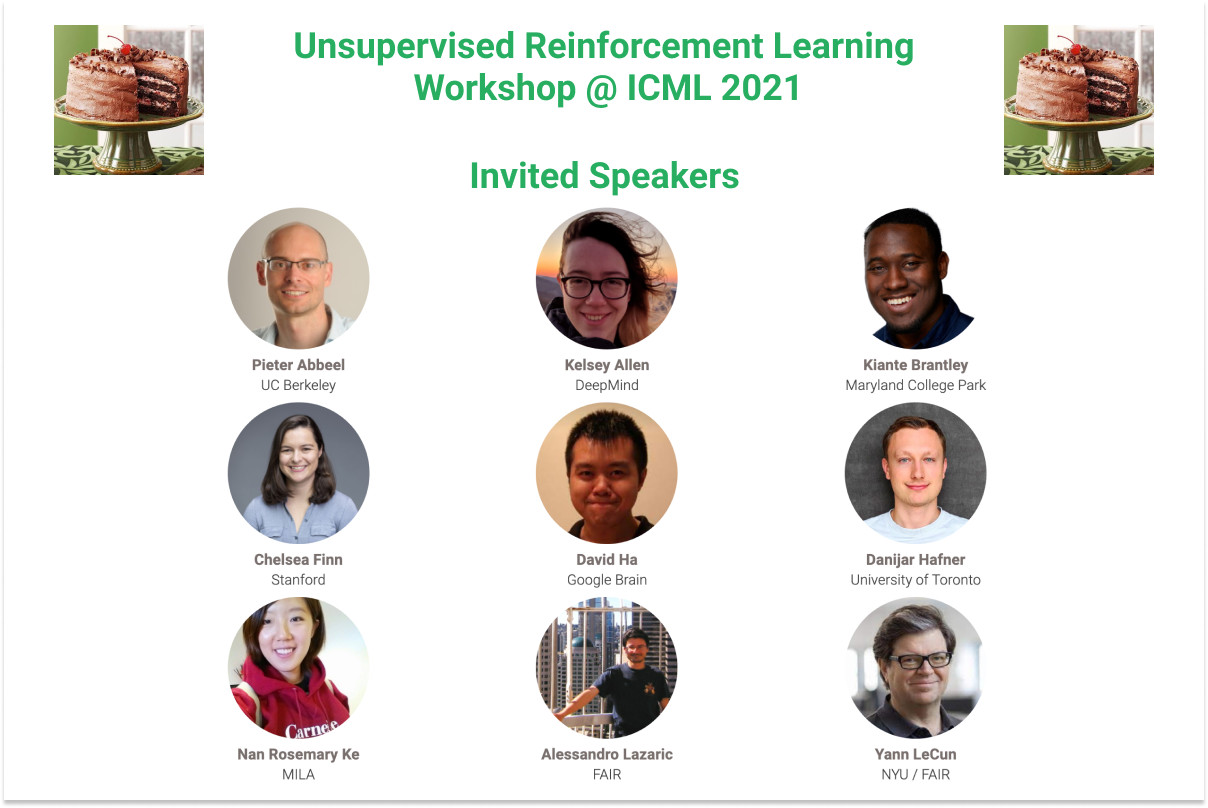 Unsupervised Reinforcement Learning
Workshop @ ICML 2021
Invited Speakers
Pieter Abbeel
UC Berkeley
Kelsey Allen
DeepMind
Kiante Brantley
Maryland College Park
Chelsea Finn
Stanford
David Ha
Google Brain
Danijar Hafner
University of Toronto
Carne
Nan Rosemary Ke
MILA
Alessandro Lazaric
FAIR
Yann LeCun
NYU / FAIR